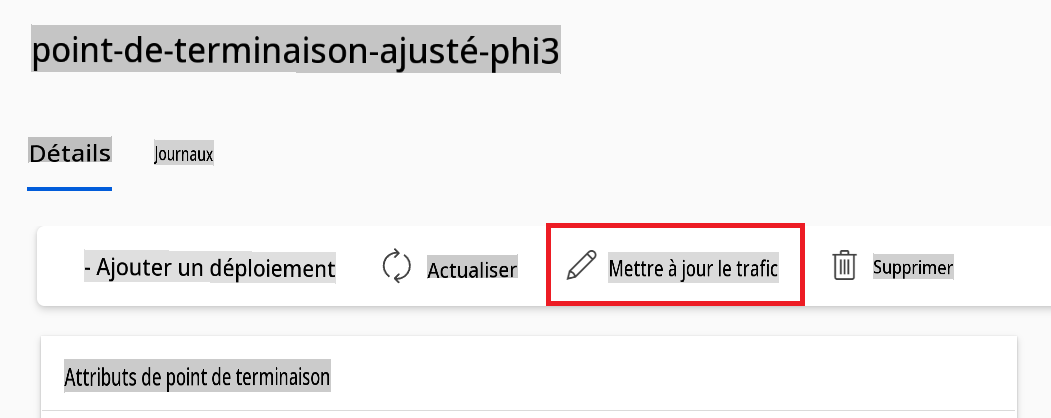 point-de-terminaison-ajusté-phi3
Détails Journaux
- Ajouter un déploiement Actualiser Mettre à jour le trafic Supprimer
Attributs de point de terminaison